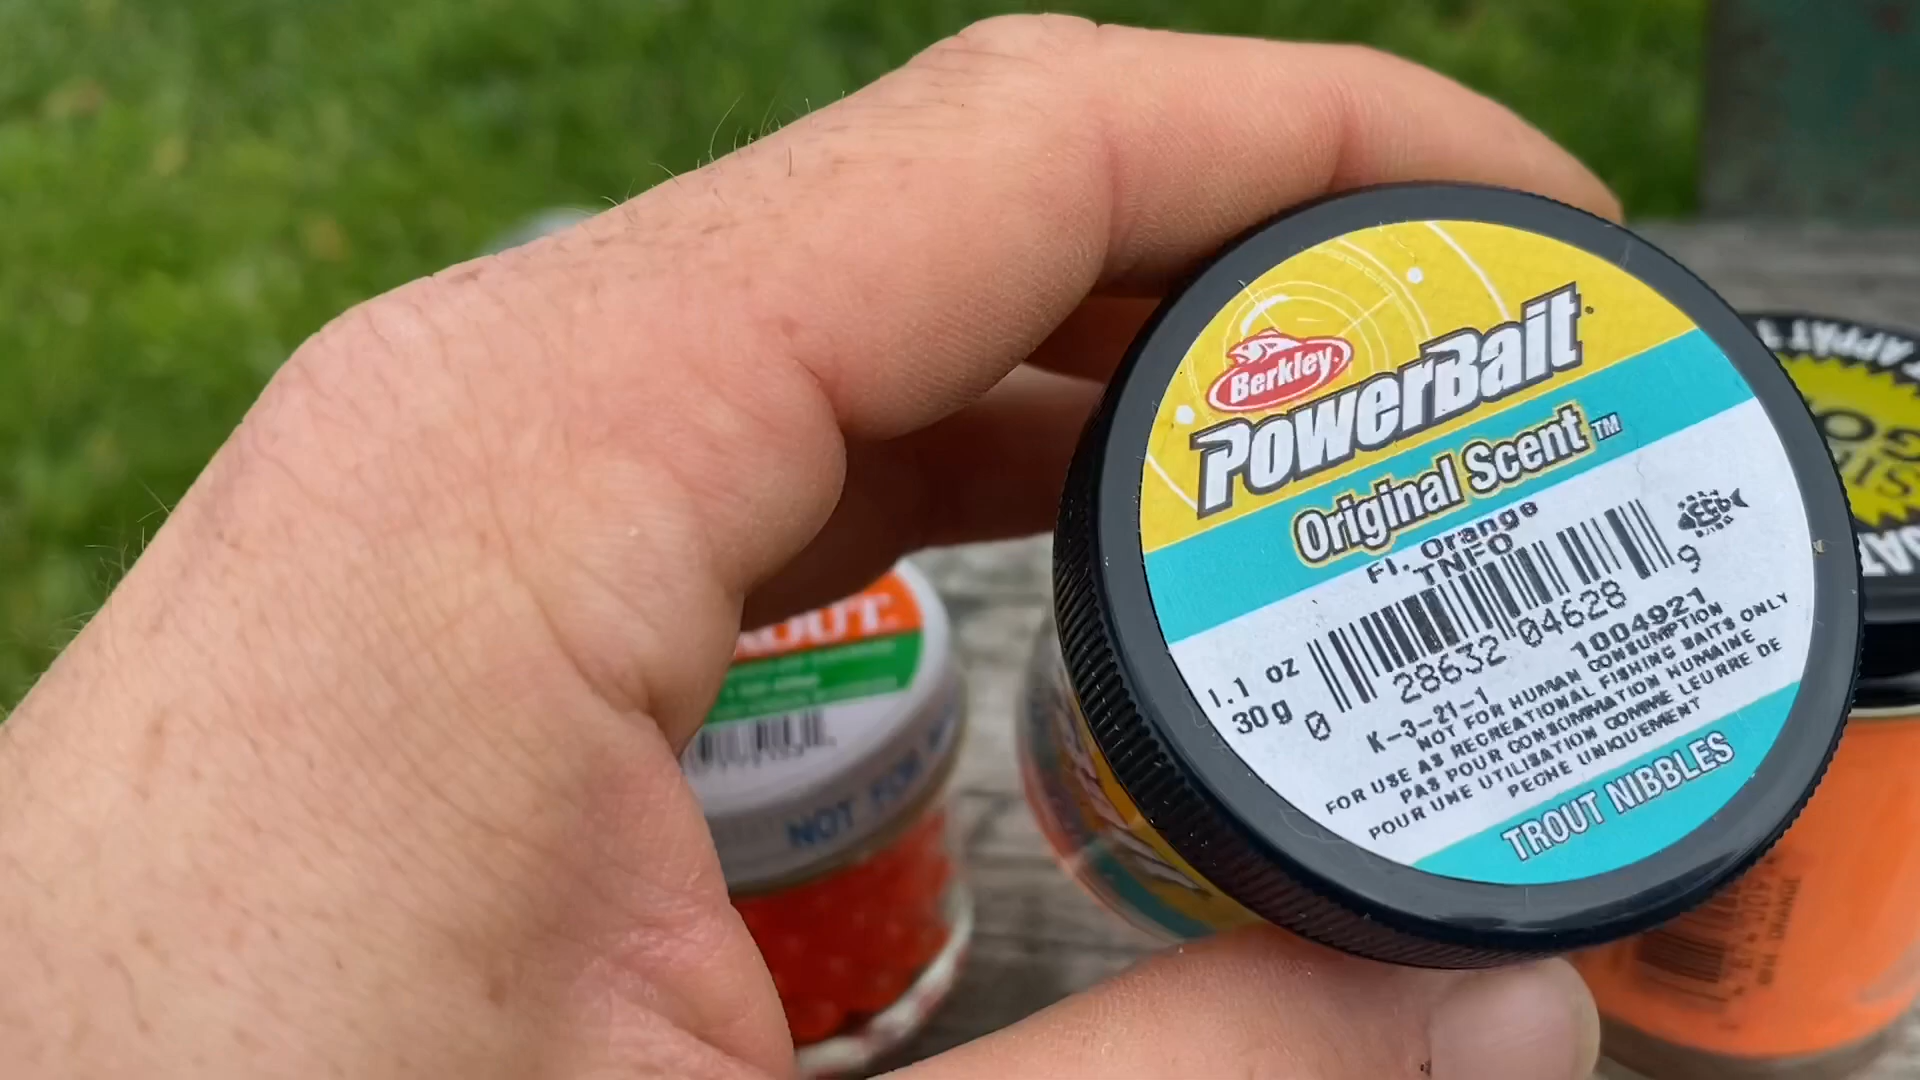 Berkley
PowerBait
Original Scent™
Fl. Orange
TNFO
1.1 oz
30g
0 28632 04628 9
1004921
K-3-21-1
NOT FOR HUMAN CONSUMPTION
FOR USE AS RECREATIONAL FISHING BAITS ONLY
PAS POUR CONSOMMATION HUMAINE
POUR UNE UTILISATION COMME LEURRE DE
PECHE UNIQUEMENT
TROUT NIBBLES
NOT FOR
APPÂT